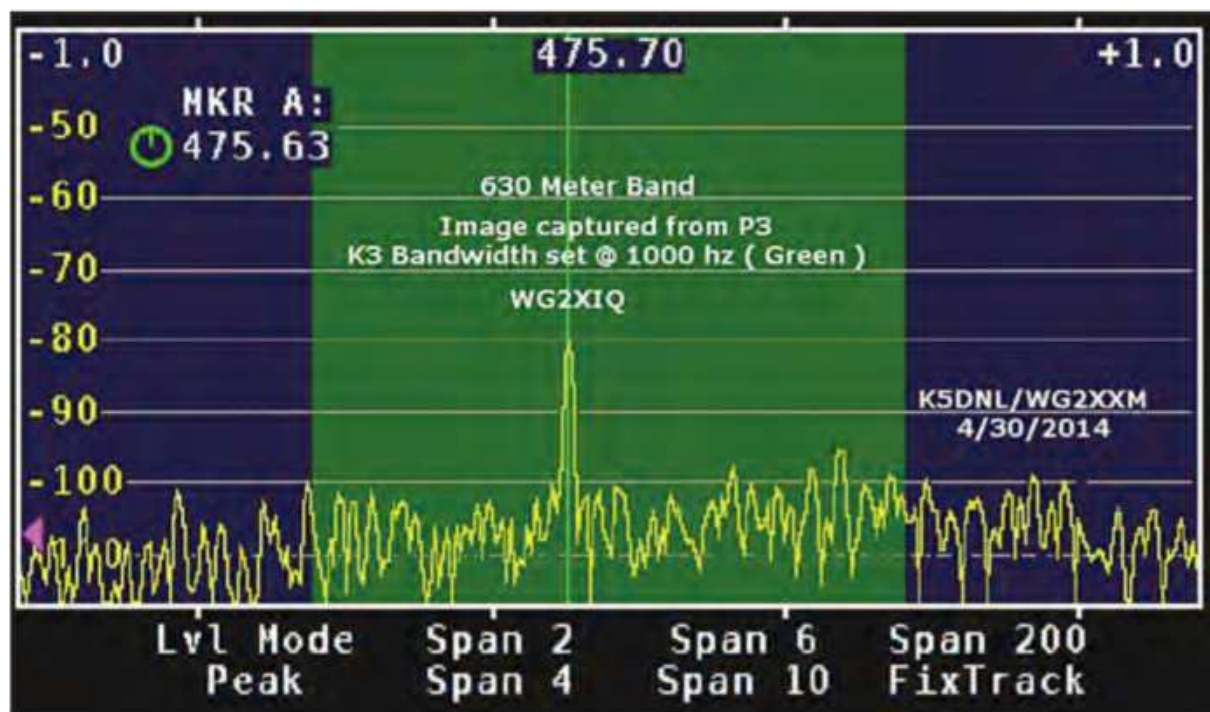 -1.0 475.70 +1.0
MKR A:
-50
475.63
630 Meter Band
-60
Image captured from P3
K3 Bandwidth set @ 1000 hz ( Green )
-70
WG2XIQ
-80
K5DNL/WG2XXM
-90
4/30/2014
-100
Lvl Mode Span 2 Span 6 Span 200
Peak Span 4 Span 10 FixTrack